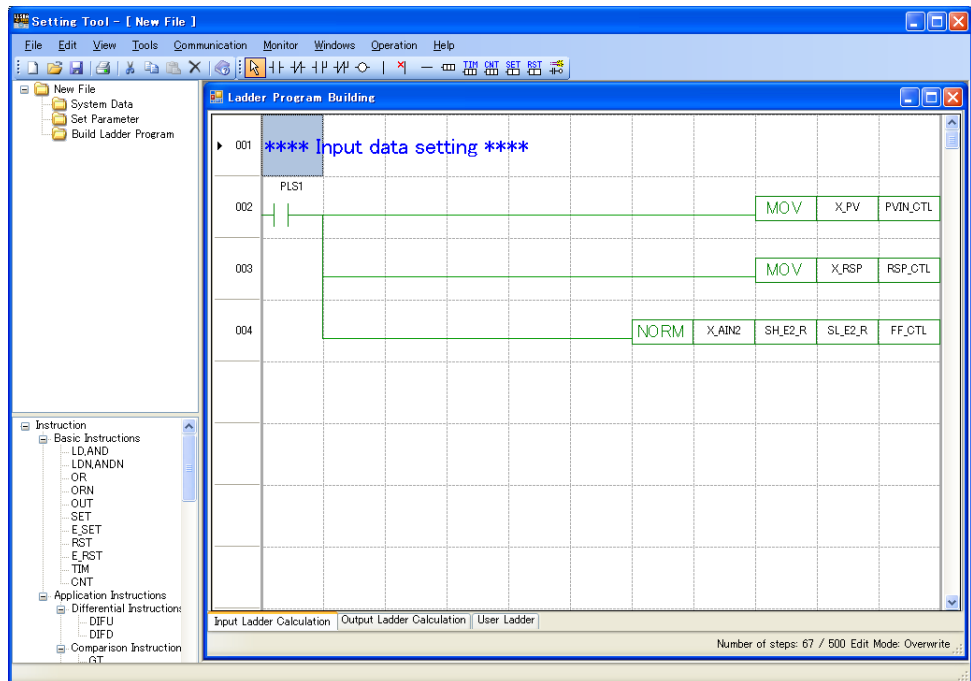 Setting Tool - [ New File ]
File Edit View Tools Communication Monitor Windows Operation Help
TIM CNT SET RST
New File
System Data
Set Parameter
Build Ladder Program
Instruction
Basic Instructions
LD,AND
LDN,ANDN
OR
ORN
OUT
SET
E_SET
RST
E_RST
TIM
CNT
Application Instructions
Differential Instructions
DIFU
DIFD
Comparison Instruction
GT
Ladder Program Building
001 **** Input data setting ****
PLS1
002 MOV X_PV PVIN_CTL
003 MOV X_RSP RSP_CTL
004 NORM X_AIN2 SH_E2_R SL_E2_R FF_CTL
Input Ladder Calculation Output Ladder Calculation User Ladder
Number of steps: 67 / 500 Edit Mode: Overwrite